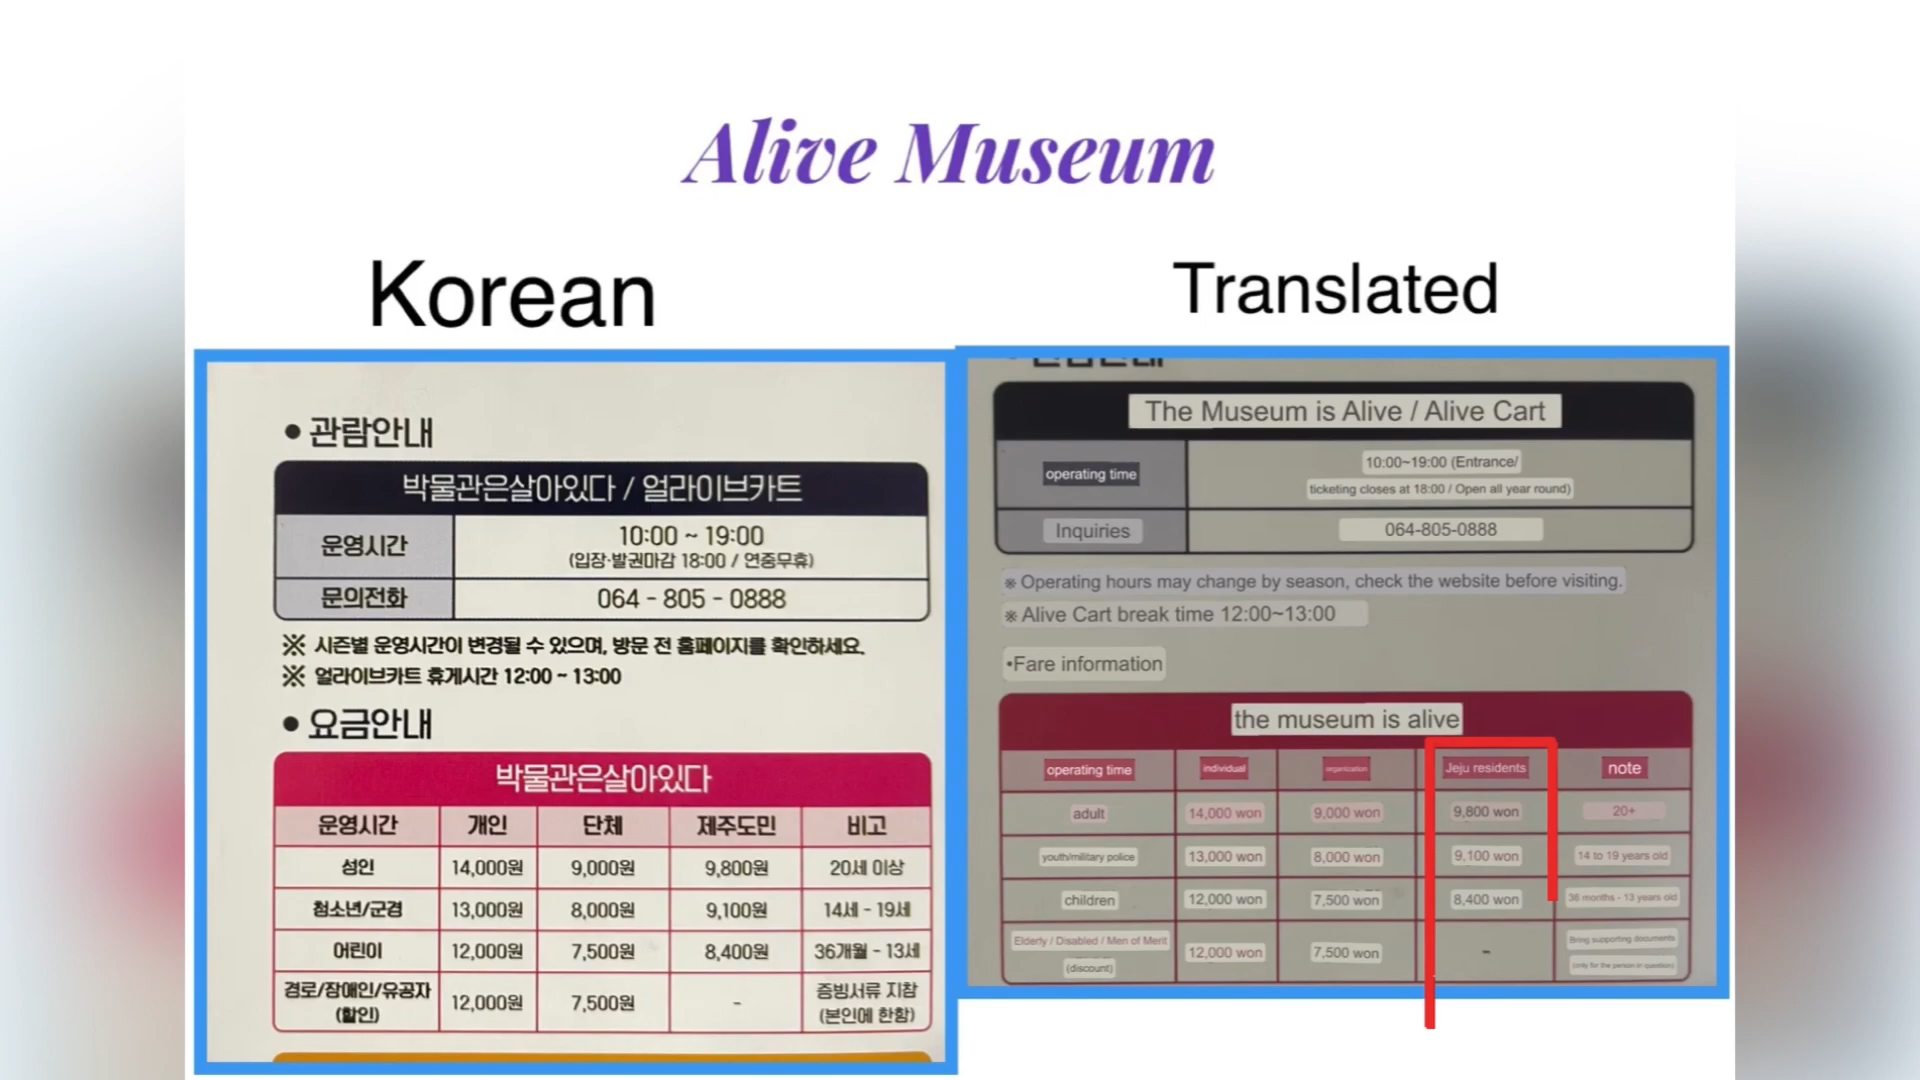 Alive Museum
Korean
● 관람안내
박물관은살아있다 / 얼라이브카트
운영시간 10:00 ~ 19:00
(입장·발권마감 18:00 / 연중무휴)
문의전화 064 - 805 - 0888
※ 시즌별 운영시간이 변경될 수 있으며, 방문 전 홈페이지를 확인하세요.
※ 얼라이브카트 휴게시간 12:00 ~ 13:00
● 요금안내
박물관은살아있다
운영시간 개인 단체 제주도민 비고
성인 14,000원 9,000원 9,800원 20세 이상
청소년/군경 13,000원 8,000원 9,100원 14세 - 19세
어린이 12,000원 7,500원 8,400원 36개월 - 13세
경로/장애인/유공자 (할인) 12,000원 7,500원 - 증빙서류 지참 (본인에 한함)
Translated
The Museum is Alive / Alive Cart
operating time 10:00~19:00 (Entrance/
ticketing closes at 18:00 / Open all year round)
Inquiries 064-805-0888
※ Operating hours may change by season, check the website before visiting.
※ Alive Cart break time 12:00~13:00
•Fare information
the museum is alive
operating time individual organization Jeju residents note
adult 14,000 won 9,000 won 9,800 won 20+
youth/military police 13,000 won 8,000 won 9,100 won 14 to 19 years old
children 12,000 won 7,500 won 8,400 won 36 months - 13 years old
Elderly / Disabled / Men of Merit (discount) 12,000 won 7,500 won - Bring supporting documents (only for the person in question)